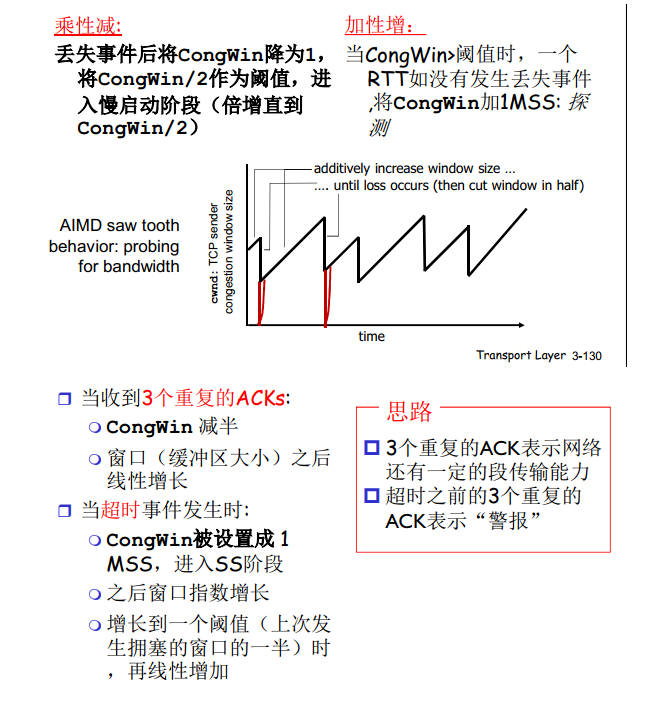 乘性减:
丢失事件后将CongWin降为1,
将CongWin/2作为阈值，进
入慢启动阶段（倍增直到
CongWin/2）
加性增：
当CongWin>阈值时，一个
RTT如没有发生丢失事件
,将CongWin加1MSS: 探
测
additively increase window size ...
.... until loss occurs (then cut window in half)
AIMD saw tooth
behavior: probing
for bandwidth
cwnd: TCP sender
congestion window size
time
Transport Layer 3-130
当收到3个重复的ACKs:
CongWin 减半
窗口（缓冲区大小）之后
线性增长
当超时事件发生时:
CongWin被设置成 1
MSS，进入SS阶段
之后窗口指数增长
增长到一个阈值（上次发
生拥塞的窗口的一半）时
，再线性增加
思路
3个重复的ACK表示网络
还有一定的段传输能力
超时之前的3个重复的
ACK表示“警报”